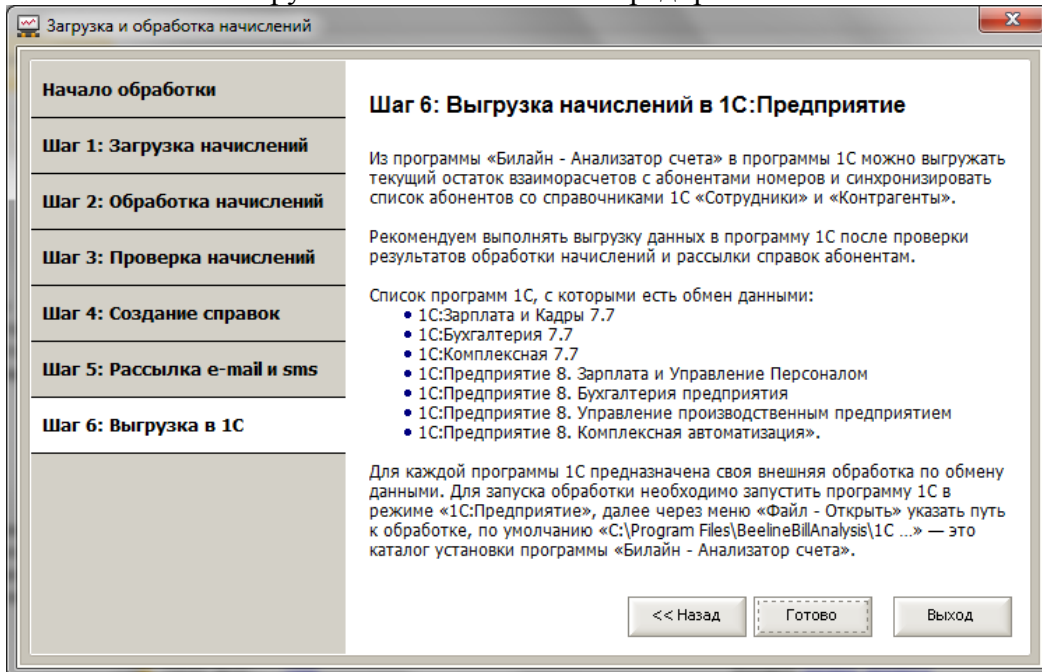 Загрузка и обработка начислений
Начало обработки
Шаг 1: Загрузка начислений
Шаг 2: Обработка начислений
Шаг 3: Проверка начислений
Шаг 4: Создание справок
Шаг 5: Рассылка e-mail и sms
Шаг 6: Выгрузка в 1С
Шаг 6: Выгрузка начислений в 1С:Предприятие
Из программы «Билайн - Анализатор счета» в программы 1С можно выгружать
текущий остаток взаиморасчетов с абонентами номеров и синхронизировать
список абонентов со справочниками 1С «Сотрудники» и «Контрагенты».
Рекомендуем выполнять выгрузку данных в программу 1С после проверки
результатов обработки начислений и рассылки справок абонентам.
Список программ 1С, с которыми есть обмен данными:
• 1С:Зарплата и Кадры 7.7
• 1С:Бухгалтерия 7.7
• 1С:Комплексная 7.7
• 1С:Предприятие 8. Зарплата и Управление Персоналом
• 1С:Предприятие 8. Бухгалтерия предприятия
• 1С:Предприятие 8. Управление производственным предприятием
• 1С:Предприятие 8. Комплексная автоматизация».
Для каждой программы 1С предназначена своя внешняя обработка по обмену
данными. Для запуска обработки необходимо запустить программу 1С в
режиме «1С:Предприятие», далее через меню «Файл - Открыть» указать путь
к обработке, по умолчанию «C:\Program Files\BeelineBillAnalysis\1C ...» — это
каталог установки программы «Билайн - Анализатор счета».
<< Назад
Готово
Выход